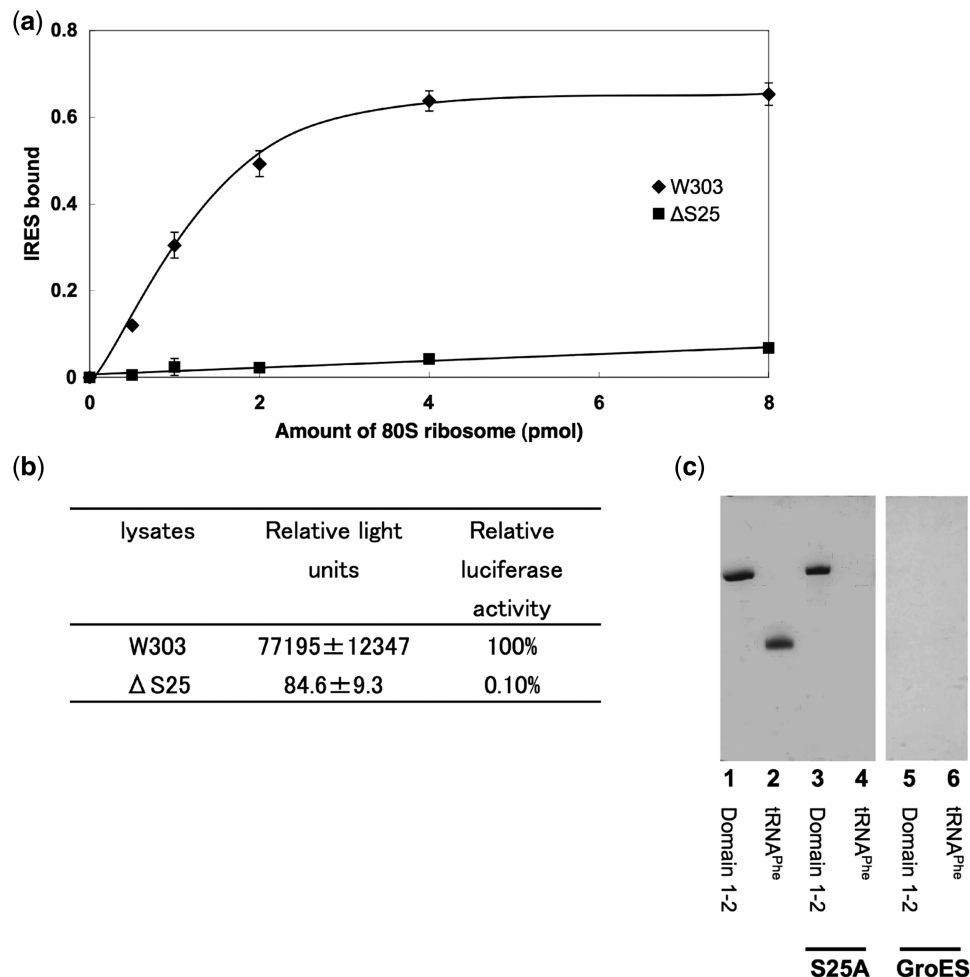 (a)
0.8
0.6
0.4
0.2
0
IRES bound
W303
ΔS25
0 2 4 6 8
Amount of 80S ribosome (pmol)
(b)
lysates Relative light units Relative luciferase activity
W303 77195±12347 100%
ΔS25 84.6±9.3 0.10%
(c)
1 2 3 4 5 6
Domain 1-2 tRNAPhe Domain 1-2 tRNAPhe Domain 1-2 tRNAPhe
S25A GroES